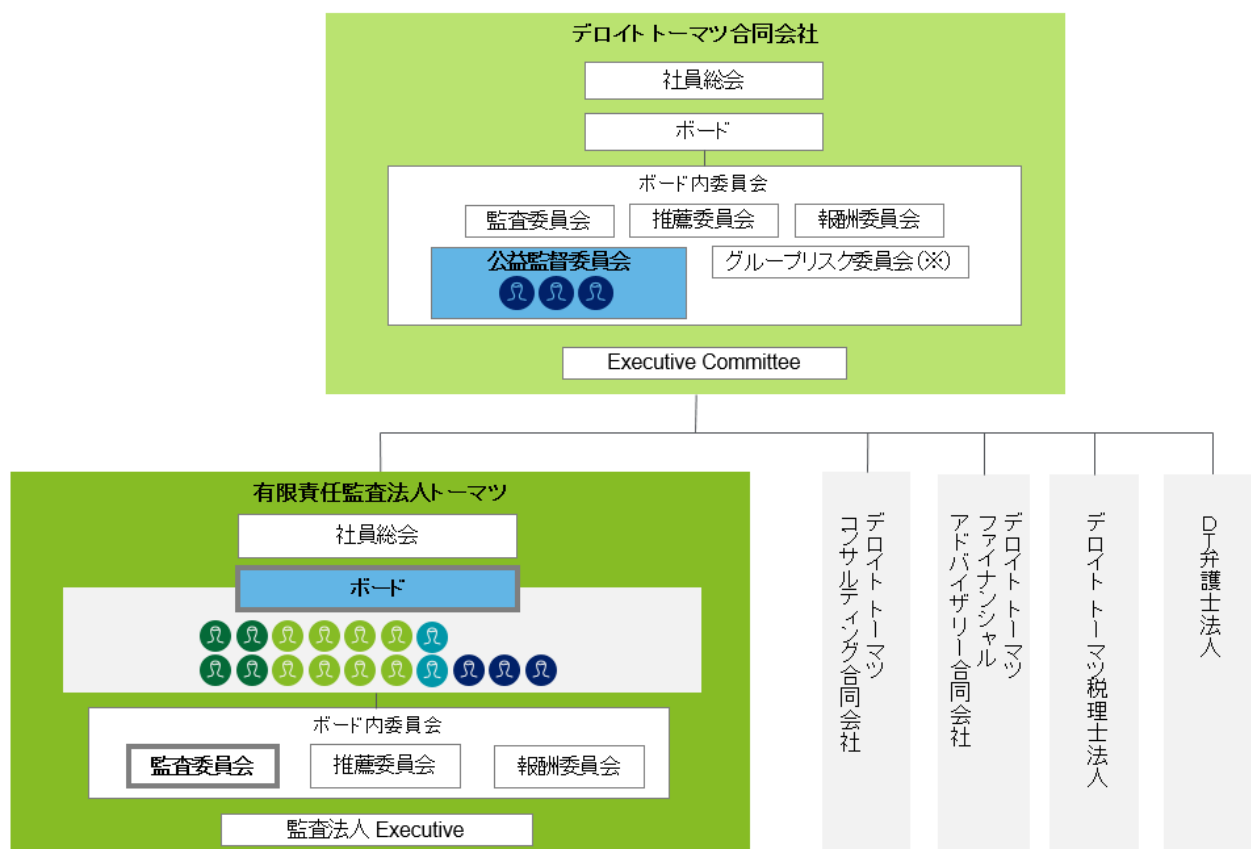 デロイト トーマツ合同会社
社員総会
ボード
ボード内委員会
監査委員会
推薦委員会
報酬委員会
公益監督委員会
グループリスク委員会(※)
Executive Committee
有限責任監査法人トーマツ
社員総会
ボード
ボード内委員会
監査委員会
推薦委員会
報酬委員会
監査法人 Executive
デロイト トーマツ
コンサルティング合同会社
デロイト トーマツ
ファイナンシャル
アドバイザリー合同会社
デロイト トーマツ税理士法人
DT弁護士法人